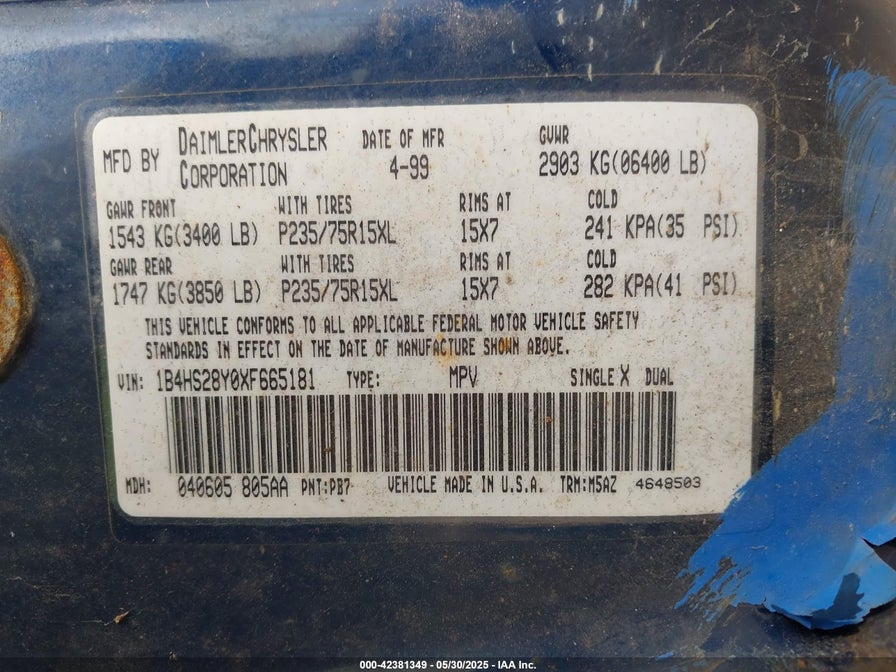 MFD BY DAIMLERCHRYSLER CORPORATION DATE OF MFR 4-99 GVWR 2903 KG(06400 LB)
GAWR FRONT WITH TIRES RIMS AT COLD
1543 KG(3400 LB) P235/75R15XL 15X7 241 KPA(35 PSI)
GAWR REAR WITH TIRES RIMS AT COLD
1747 KG(3850 LB) P235/75R15XL 15X7 282 KPA(41 PSI)
THIS VEHICLE CONFORMS TO ALL APPLICABLE FEDERAL MOTOR VEHICLE SAFETY
STANDARDS IN EFFECT ON THE DATE OF MANUFACTURE SHOWN ABOVE.
VIN: 1B4HS28Y0XF665181 TYPE: MPV SINGLE X DUAL
MDH: 040605 805AA PNT:PB7 VEHICLE MADE IN U.S.A. TRM:M5AZ 4648503
000-42381349 - 05/30/2025 - IAA Inc.